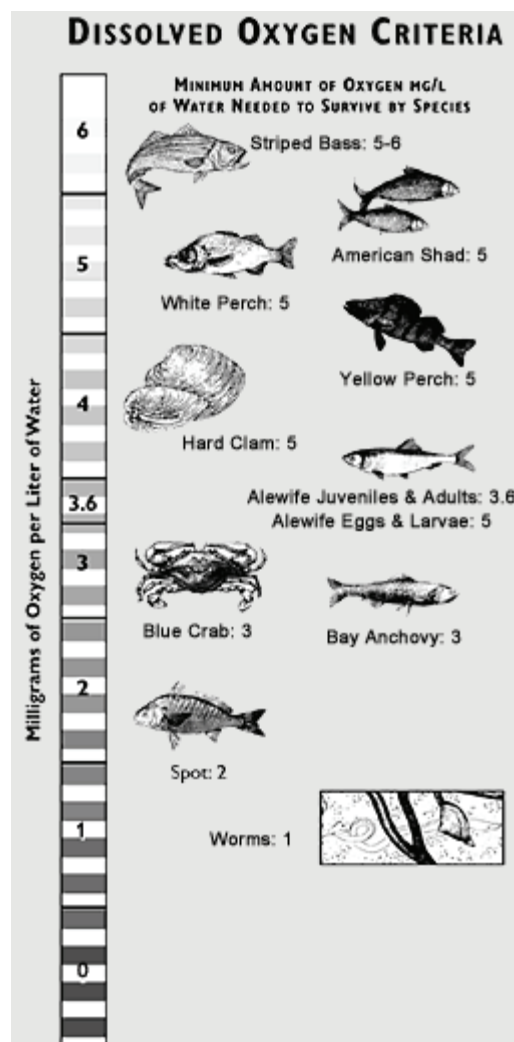 DISSOLVED OXYGEN CRITERIA
MINIMUM AMOUNT OF OXYGEN MG/L
OF WATER NEEDED TO SURVIVE BY SPECIES
6
Striped Bass: 5-6
American Shad: 5
5
White Perch: 5
Yellow Perch: 5
4
Hard Clam: 5
Milligrams of Oxygen per Liter of Water
3.6
Alewife Juveniles & Adults: 3.6
Alewife Eggs & Larvae: 5
3
Blue Crab: 3
Bay Anchovy: 3
2
Spot: 2
1
Worms: 1
0